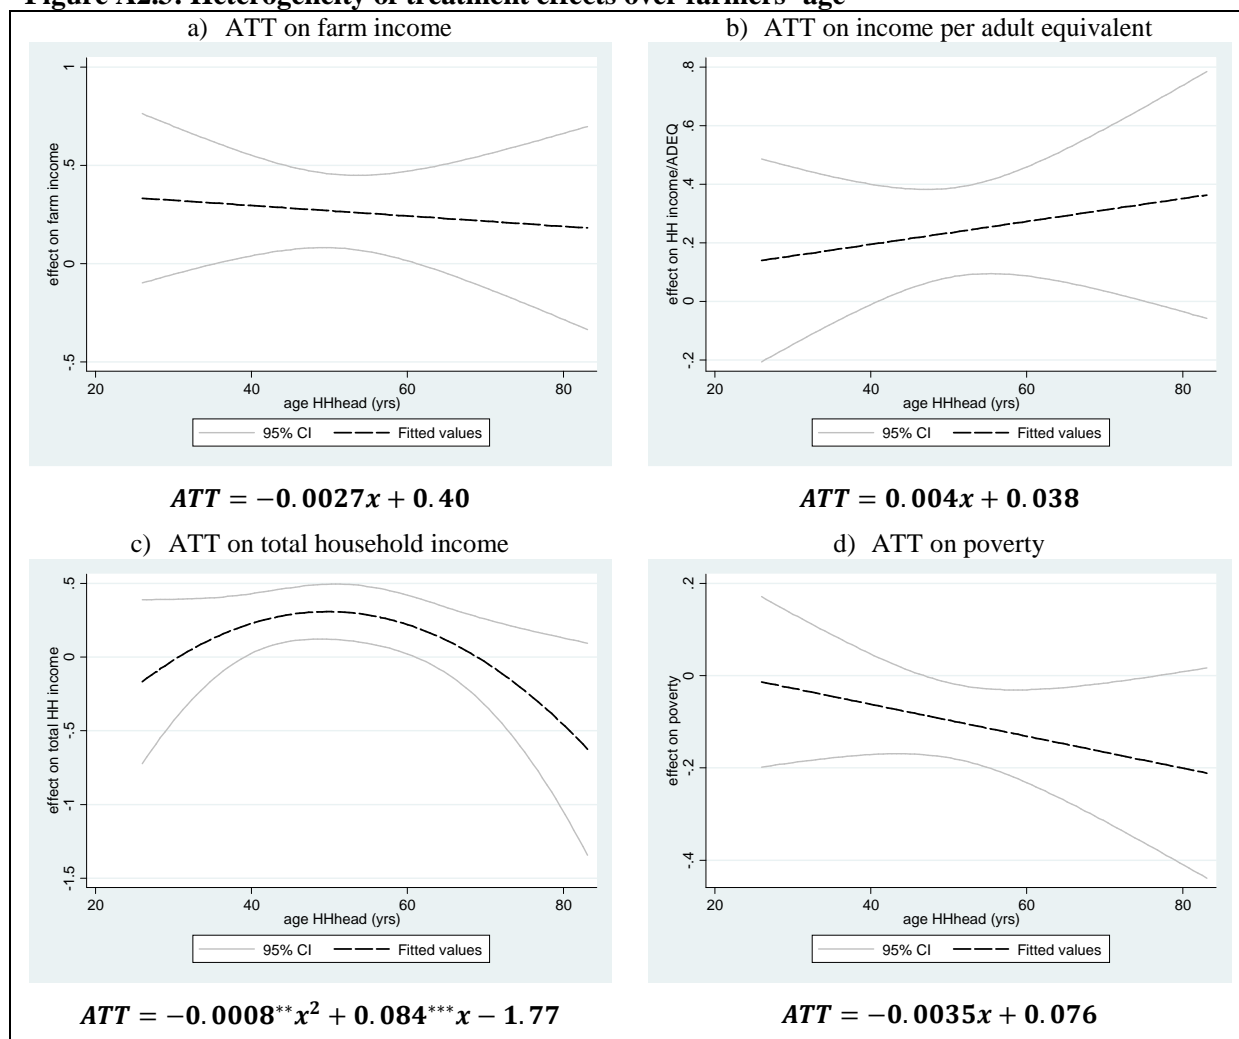 Figure A2.3: Heterogeneity of treatment effects over farmers' age
a) ATT on farm income
1
.5
0
-.5
effect on farm income
20 40 60 80
age HHhead (yrs)
95% CI Fitted values
ATT = −0.0027x + 0.40
b) ATT on income per adult equivalent
.8
.6
.4
.2
0
-.2
effect on HH income/ADEQ
20 40 60 80
age HHhead (yrs)
95% CI Fitted values
ATT = 0.004x + 0.038
c) ATT on total household income
.5
0
-.5
-1
-1.5
effect on total HH income
20 40 60 80
age HHhead (yrs)
95% CI Fitted values
ATT = −0.0008**x² + 0.084***x − 1.77
d) ATT on poverty
.2
0
-.2
-.4
effect on poverty
20 40 60 80
age HHhead (yrs)
95% CI Fitted values
ATT = −0.0035x + 0.076